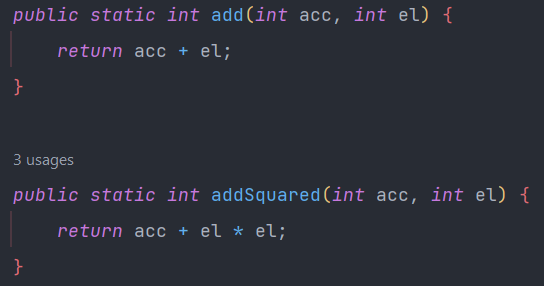 public static int add(int acc, int el) {
    return acc + el;
}
3 usages
public static int addSquared(int acc, int el) {
    return acc + el * el;
}